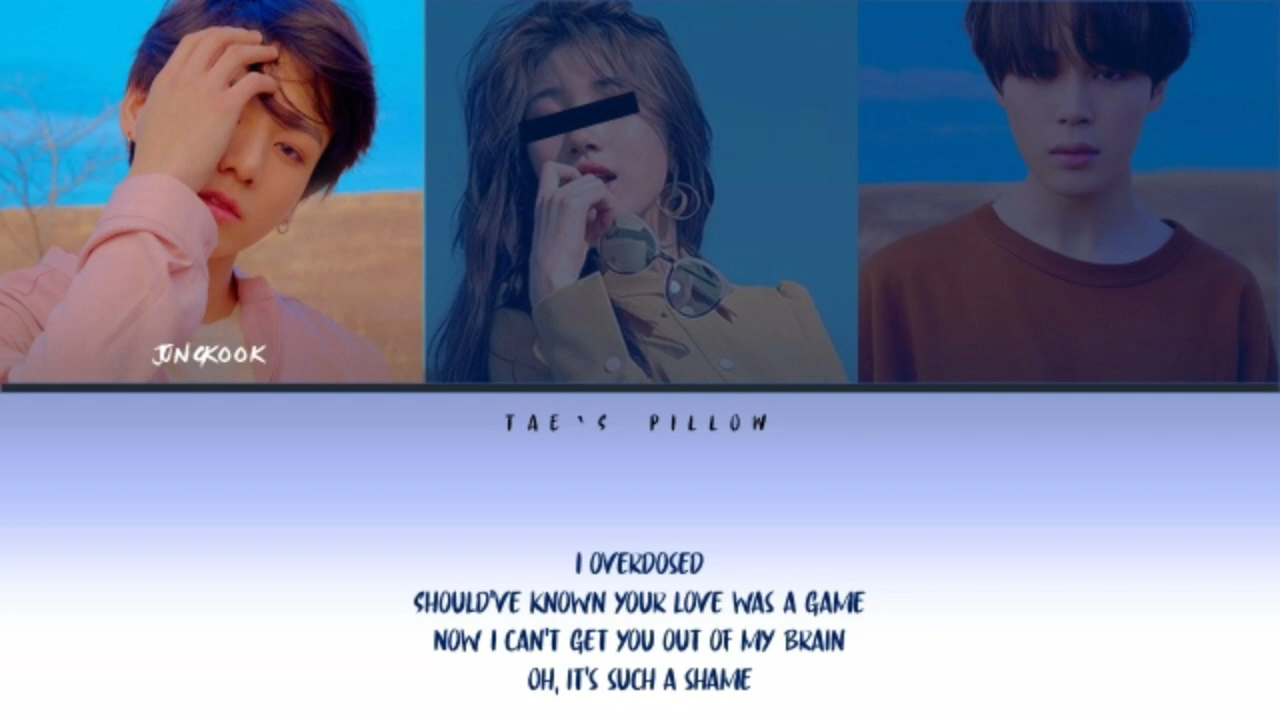 JUNGKOOK
TAE'S PILLOW
I OVERDOSED
SHOULD'VE KNOWN YOUR LOVE WAS A GAME
NOW I CAN'T GET YOU OUT OF MY BRAIN
OH, IT'S SUCH A SHAME